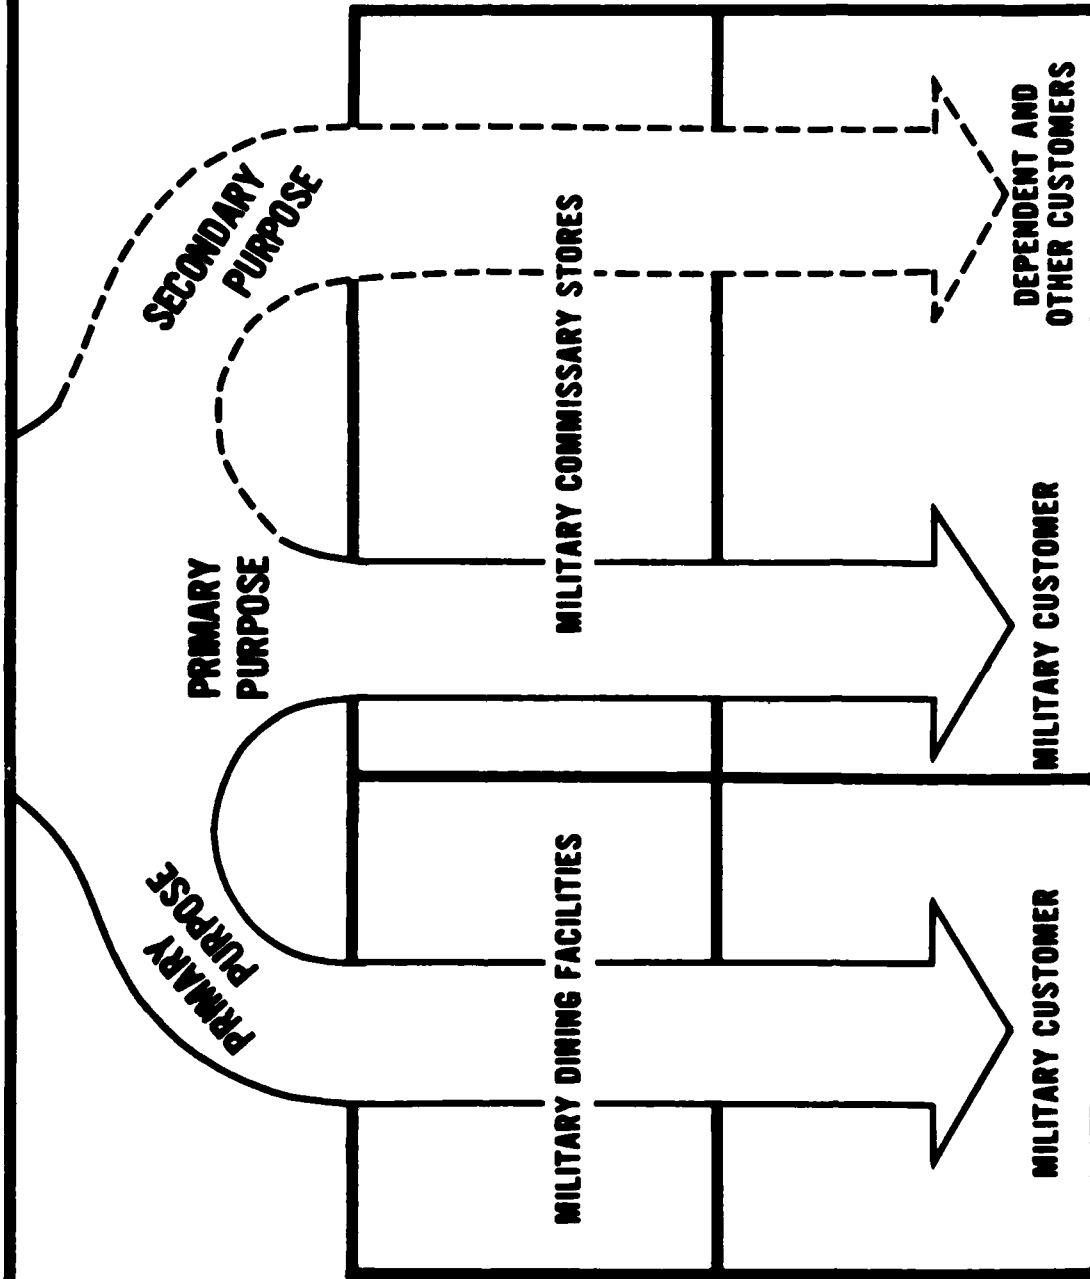 PRIMARY
PURPOSE
PRIMARY
PURPOSE
SECONDARY
PURPOSE
MILITARY DINING FACILITIES
MILITARY COMMISSARY STORES
MILITARY CUSTOMER
MILITARY CUSTOMER
DEPENDENT AND
OTHER CUSTOMERS